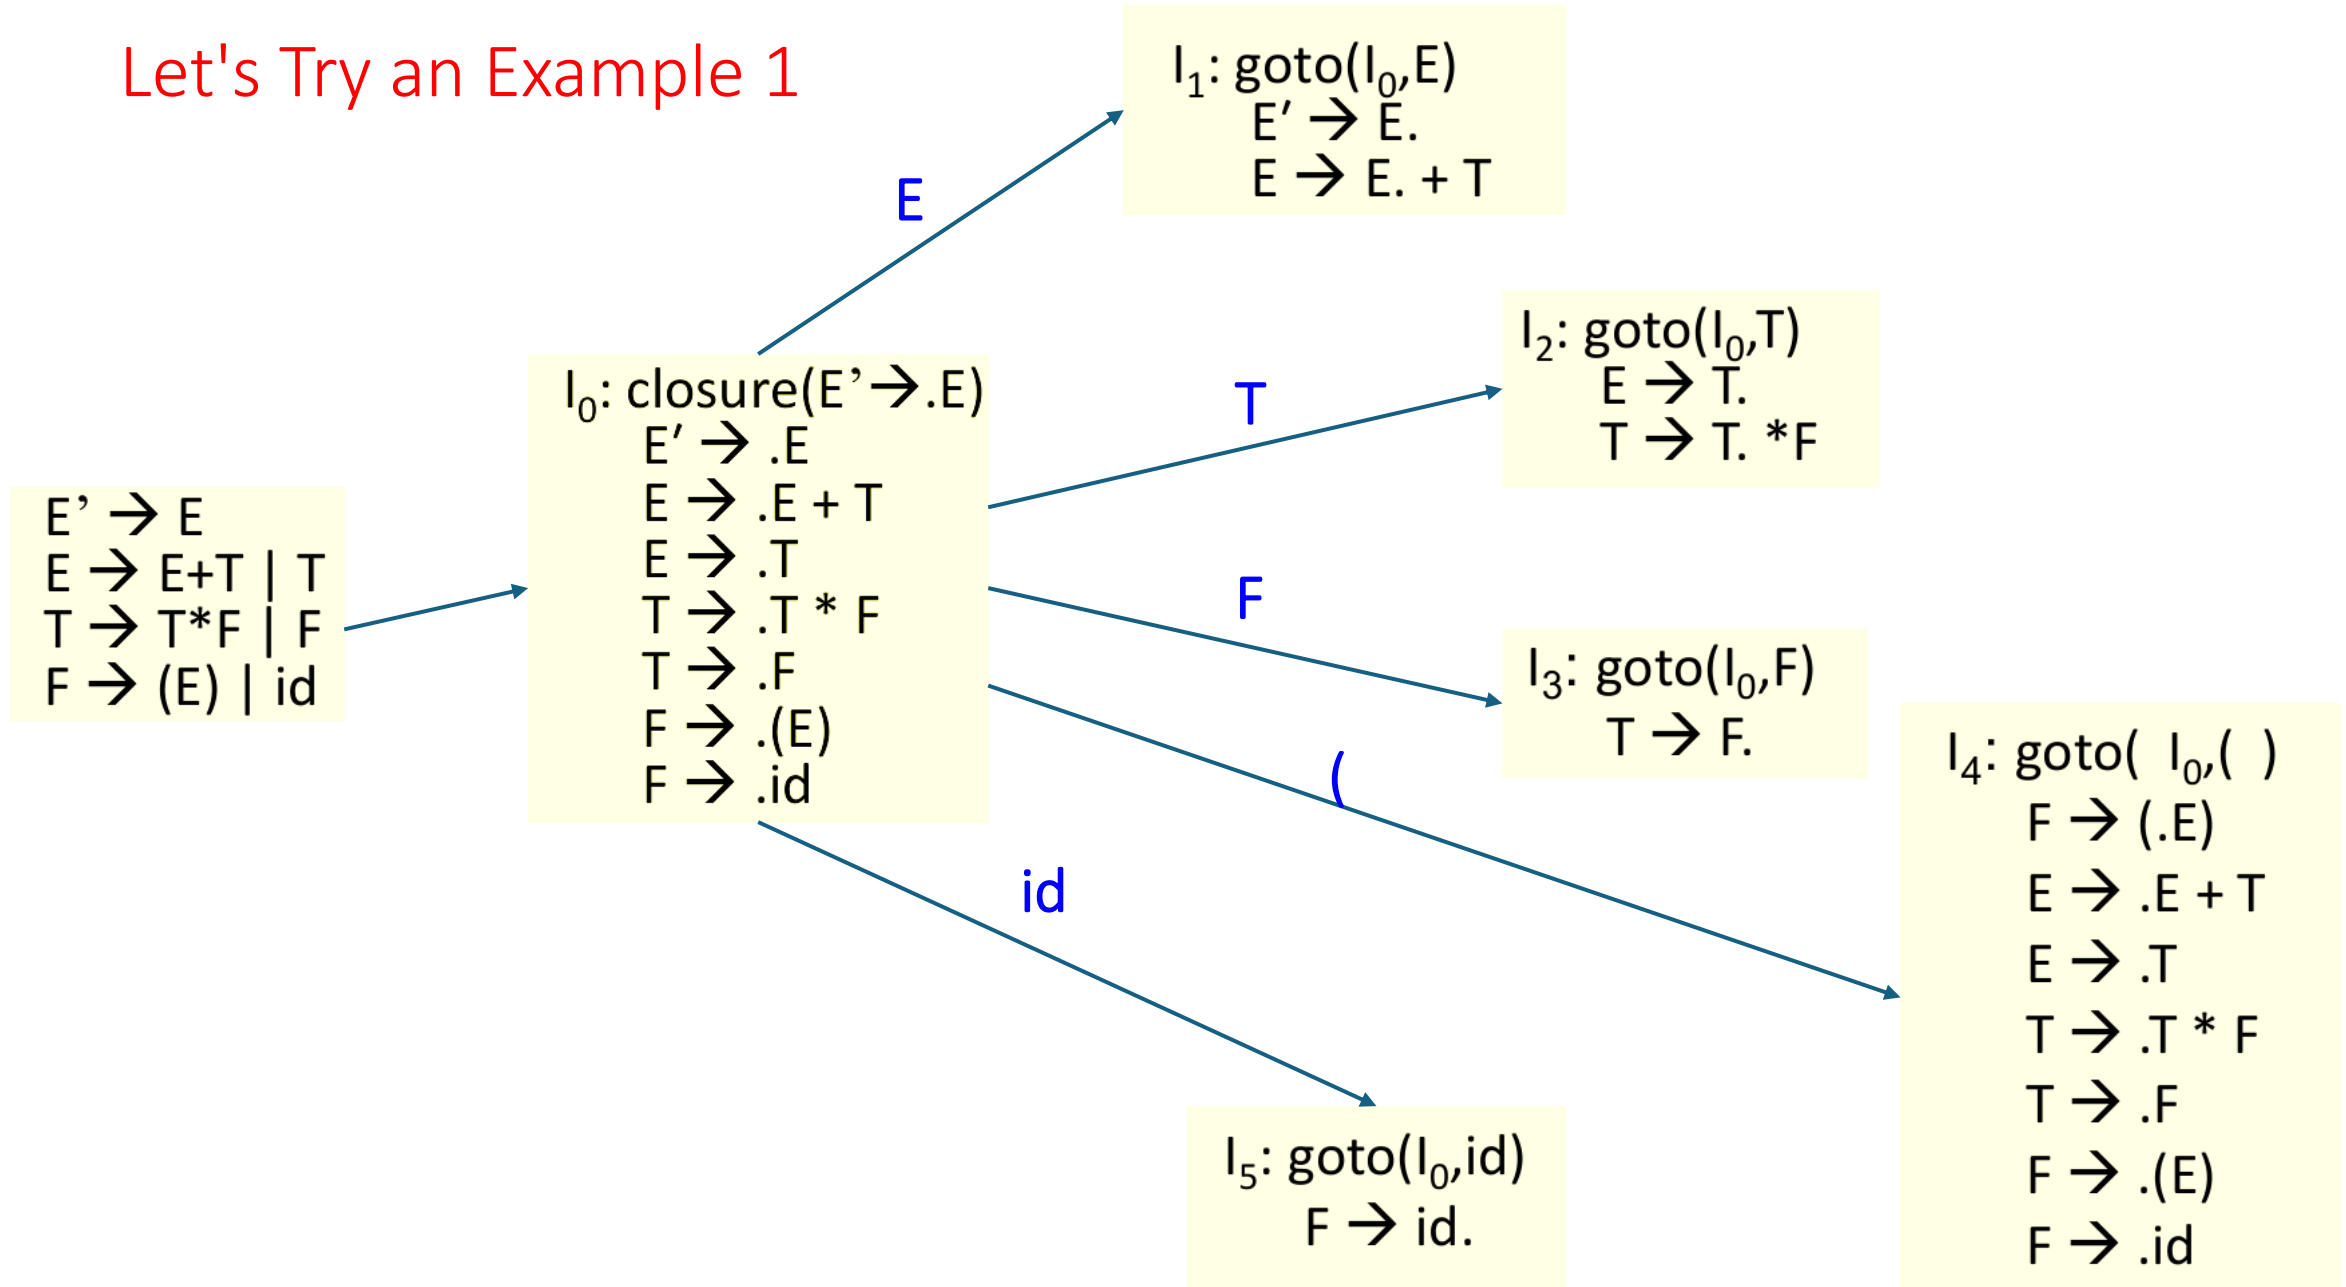 Let's Try an Example 1
E’ → E
E → E+T | T
T → T*F | F
F → (E) | id
I₀: closure(E’→.E)
E′ → .E
E → .E + T
E → .T
T → .T * F
T → .F
F → .(E)
F → .id
E
I₁: goto(I₀,E)
E′ → E.
E → E. + T
T
I₂: goto(I₀,T)
E → T.
T → T. *F
F
I₃: goto(I₀,F)
T → F.
(
I₄: goto( I₀,( )
F → (.E)
E → .E + T
E → .T
T → .T * F
T → .F
F → .(E)
F → .id
id
I₅: goto(I₀,id)
F → id.